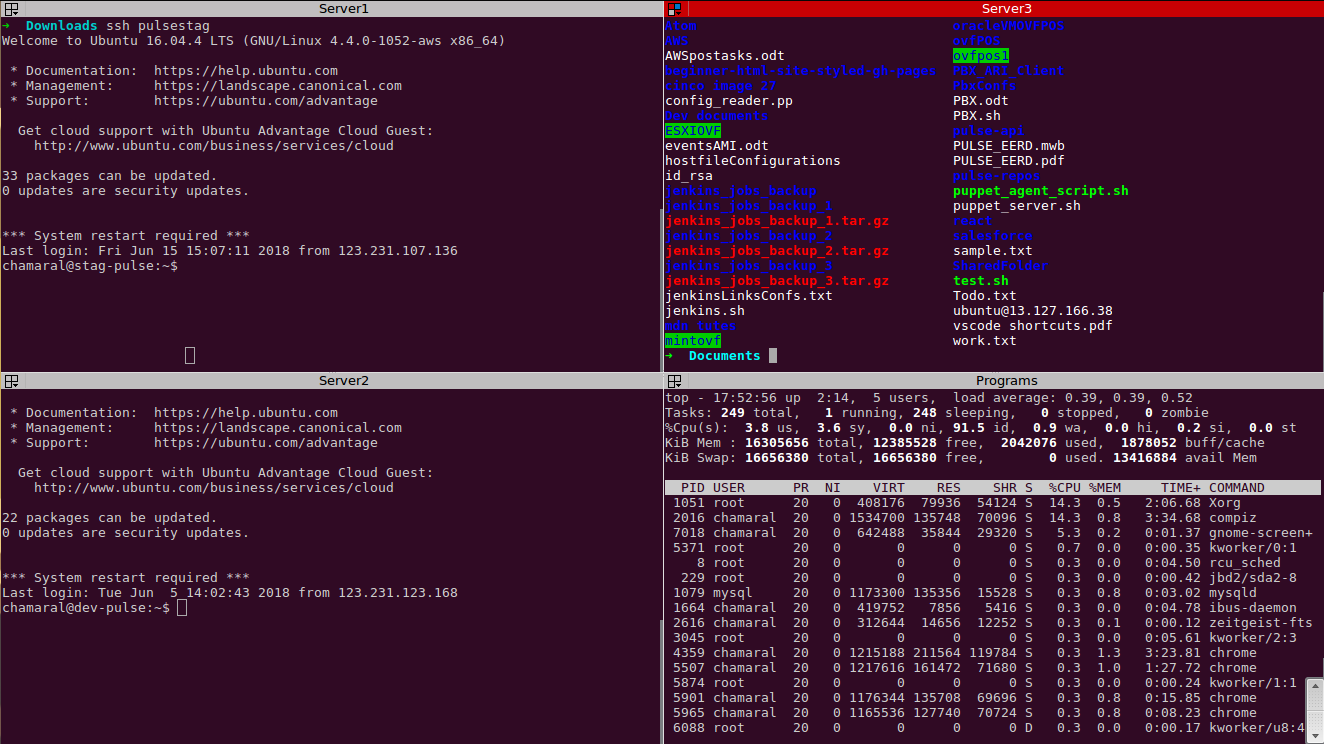 Server1
➜  Downloads ssh pulsestag
Welcome to Ubuntu 16.04.4 LTS (GNU/Linux 4.4.0-1052-aws x86_64)
 * Documentation:  https://help.ubuntu.com
 * Management:     https://landscape.canonical.com
 * Support:        https://ubuntu.com/advantage
  Get cloud support with Ubuntu Advantage Cloud Guest:
    http://www.ubuntu.com/business/services/cloud
33 packages can be updated.
0 updates are security updates.
*** System restart required ***
Last login: Fri Jun 15 15:07:11 2018 from 123.231.107.136
chamaral@stag-pulse:~$
Server3
Atom                                oracleVMOVFPOS
AWS                                 ovfPOS
AWSpostasks.odt                     ovfpos1
beginner-html-site-styled-gh-pages  PBX_ARI_Client
cinco-image-27                      PbxConfs
config_reader.pp                    PBX.odt
Dev documents                       PBX.sh
ESXIOVF                             pulse-api
eventsAMI.odt                       PULSE_EERD.mwb
hostfileConfigurations              PULSE_EERD.pdf
id_rsa                              pulse-repos
jenkins_jobs_backup                 puppet_agent_script.sh
jenkins_jobs_backup_1               puppet_server.sh
jenkins_jobs_backup_1.tar.gz        react
jenkins_jobs_backup_2               salesforce
jenkins_jobs_backup_2.tar.gz        sample.txt
jenkins_jobs_backup_3               SharedFolder
jenkins_jobs_backup_3.tar.gz        test.sh
jenkinsLinksConfs.txt               Todo.txt
jenkins.sh                          ubuntu@13.127.166.38
mdn tutes                           vscode shortcuts.pdf
mintovf                             work.txt
➜  Documents
Server2
 * Documentation:  https://help.ubuntu.com
 * Management:     https://landscape.canonical.com
 * Support:        https://ubuntu.com/advantage
  Get cloud support with Ubuntu Advantage Cloud Guest:
    http://www.ubuntu.com/business/services/cloud
22 packages can be updated.
0 updates are security updates.
*** System restart required ***
Last login: Tue Jun  5 14:02:43 2018 from 123.231.123.168
chamaral@dev-pulse:~$
Programs
top - 17:52:56 up  2:14,  5 users,  load average: 0.39, 0.39, 0.52
Tasks: 249 total,   1 running, 248 sleeping,   0 stopped,   0 zombie
%Cpu(s):  3.8 us,  3.6 sy,  0.0 ni, 91.5 id,  0.9 wa,  0.0 hi,  0.2 si,  0.0 st
KiB Mem : 16305656 total, 12385528 free,  2042076 used,  1878052 buff/cache
KiB Swap: 16656380 total, 16656380 free,        0 used. 13416884 avail Mem
  PID USER      PR  NI    VIRT    RES    SHR S  %CPU %MEM     TIME+ COMMAND
 1051 root      20   0  408176  79936  54124 S  14.3  0.5   2:06.68 Xorg
 2016 chamaral  20   0 1534700 135748  70096 S  14.3  0.8   3:34.68 compiz
 7018 chamaral  20   0  642488  35844  29320 S   5.3  0.2   0:01.37 gnome-screen+
 5371 root      20   0       0      0      0 S   0.7  0.0   0:00.35 kworker/0:1
    8 root      20   0       0      0      0 S   0.3  0.0   0:04.50 rcu_sched
  229 root      20   0       0      0      0 S   0.3  0.0   0:00.42 jbd2/sda2-8
 1079 mysql     20   0 1173300 135356  15528 S   0.3  0.8   0:03.02 mysqld
 1664 chamaral  20   0  419752   7856   5416 S   0.3  0.0   0:04.78 ibus-daemon
 2616 chamaral  20   0  312644  14656  12252 S   0.3  0.1   0:00.12 zeitgeist-fts
 3045 root      20   0       0      0      0 S   0.3  0.0   0:05.61 kworker/2:3
 4359 chamaral  20   0 1215188 211564 119784 S   0.3  1.3   3:23.81 chrome
 5507 chamaral  20   0 1217616 161472  71680 S   0.3  1.0   1:27.72 chrome
 5874 root      20   0       0      0      0 S   0.3  0.0   0:00.24 kworker/1:1
 5901 chamaral  20   0 1176344 135708  69696 S   0.3  0.8   0:15.85 chrome
 5965 chamaral  20   0 1165536 127740  70724 S   0.3  0.8   0:08.23 chrome
 6088 root      20   0       0      0      0 D   0.3  0.0   0:00.17 kworker/u8:4